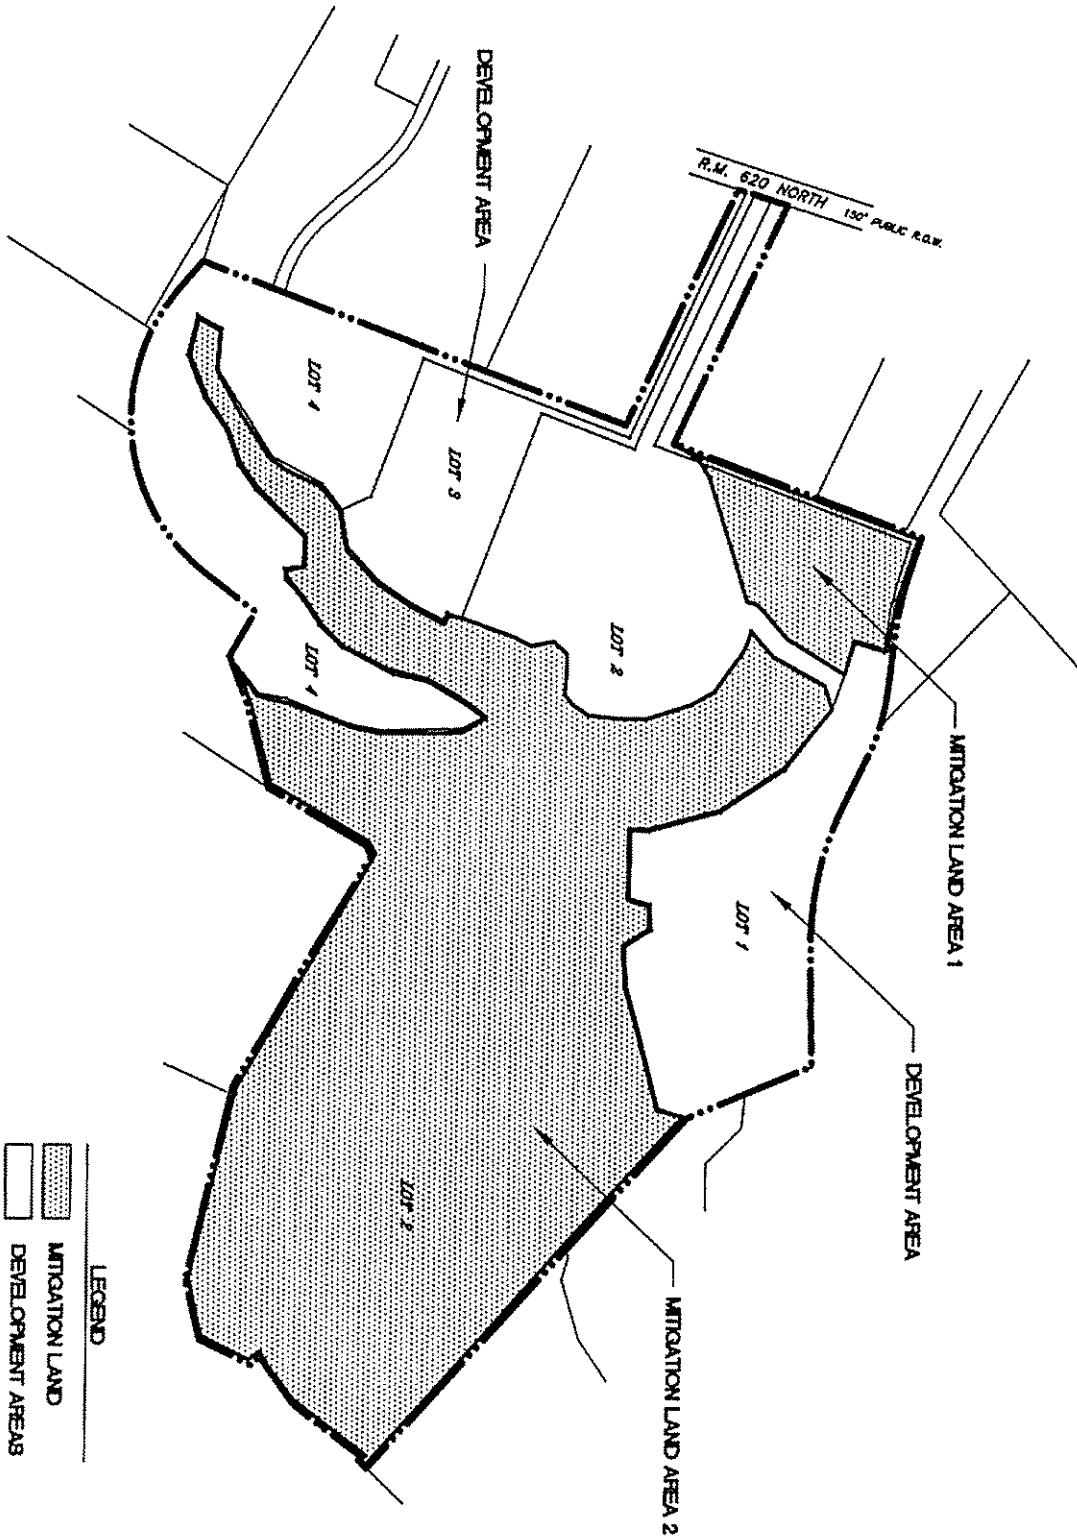 R.M. 620 NORTH 150' PUBLIC R.O.W.
DEVELOPMENT AREA
MITIGATION LAND AREA 1
DEVELOPMENT AREA
MITIGATION LAND AREA 2
LOT 4
LOT 3
LOT 2
LOT 4
LOT 1
LOT 2
LEGEND
MITIGATION LAND
DEVELOPMENT AREAS